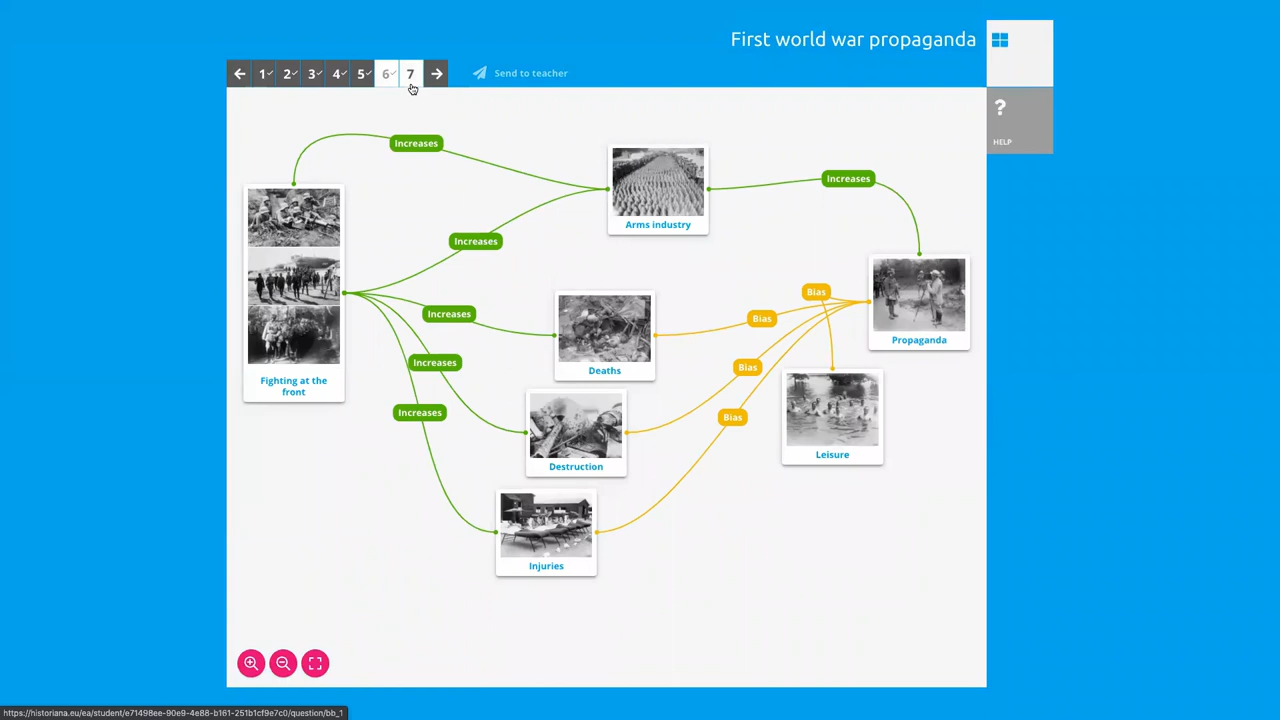 First world war propaganda
1 2 3 4 5 6 7
Send to teacher
?
HELP
Increases
Increases
Increases
Increases
Increases
Increases
Arms industry
Bias
Bias
Bias
Bias
Propaganda
Deaths
Fighting at the
front
Leisure
Destruction
Injuries
https://historiana.eu/ea/student/e71498ee-90e9-4e88-b161-251b1cf9e7c0/question/bb_1